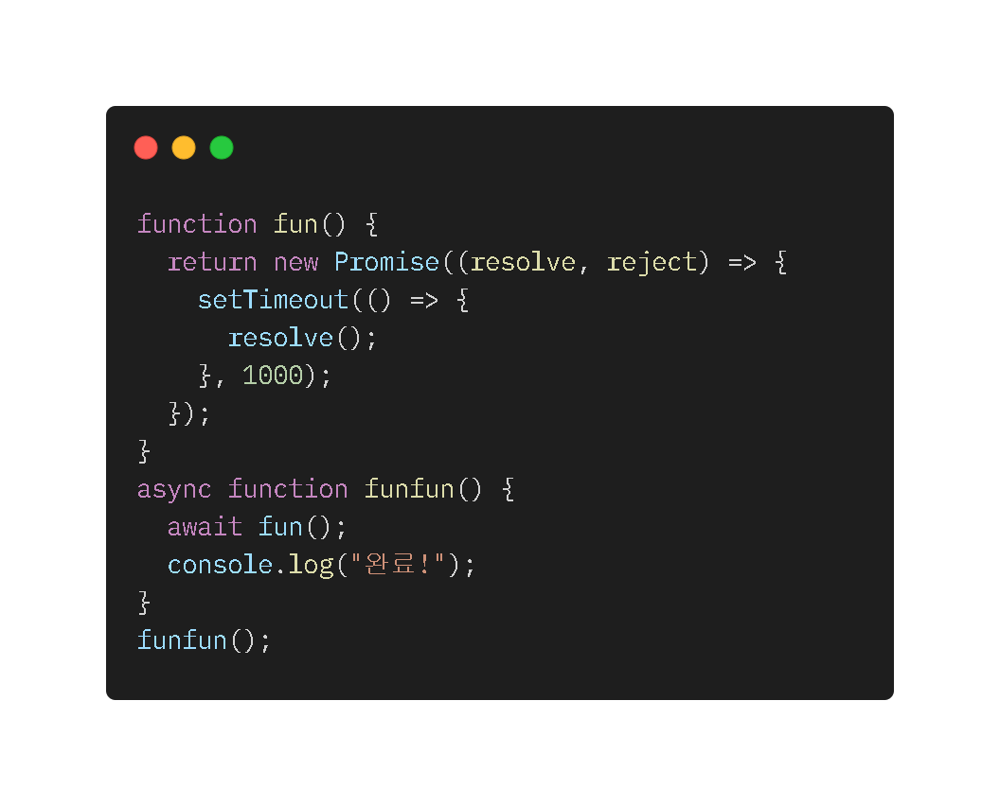 function fun() {
  return new Promise((resolve, reject) => {
    setTimeout(() => {
      resolve();
    }, 1000);
  });
}
async function funfun() {
  await fun();
  console.log("완료!");
}
funfun();